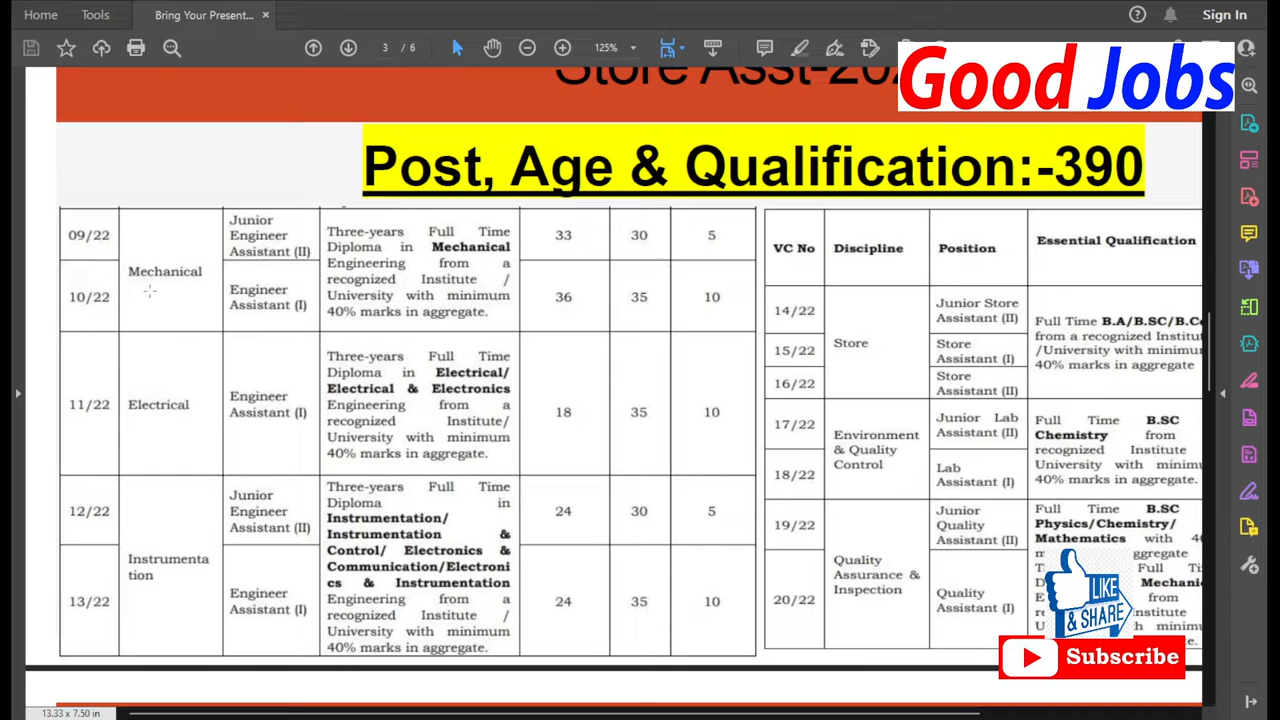 Home
Tools
Bring Your Present...
×
Sign In
3 / 6
125%
Store Asst-202
Good Jobs
Post, Age & Qualification:-390
09/22
Mechanical
Junior
Engineer
Assistant (II)
Three-years Full Time
Diploma in Mechanical
Engineering from a
recognized Institute /
University with minimum
40% marks in aggregate.
33
30
5
10/22
Engineer
Assistant (I)
36
35
10
11/22
Electrical
Engineer
Assistant (I)
Three-years Full Time
Diploma in Electrical/
Electrical & Electronics
Engineering from a
recognized Institute/
University with minimum
40% marks in aggregate.
18
35
10
12/22
Instrumenta
tion
Junior
Engineer
Assistant (II)
Three-years Full Time
Diploma in
Instrumentation/
Instrumentation &
Control/ Electronics &
Communication/Electroni
cs & Instrumentation
Engineering from a
recognized Institute /
University with minimum
40% marks in aggregate.
24
30
5
13/22
Engineer
Assistant (I)
24
35
10
VC No
Discipline
Position
Essential Qualification
14/22
Store
Junior Store
Assistant (II)
Full Time B.A/B.SC/B.Co
from a recognized Institut
/University with minimu
40% marks in aggregate
15/22
Store
Assistant (I)
16/22
Store
Assistant (II)
17/22
Environment
& Quality
Control
Junior Lab
Assistant (II)
Full Time B.SC
Chemistry from
recognized Institute
University with minimu
40% marks in aggregate.
18/22
Lab
Assistant (I)
19/22
Quality
Assurance &
Inspection
Junior
Quality
Assistant (II)
Full Time B.SC
Physics/Chemistry/
Mathematics with 40
ggregate
Full Ti
Mechani
from
nstitute
minimu
20/22
Quality
Assistant (I)
LIKE
& SHARE
Subscribe
13.33 x 7.50 in